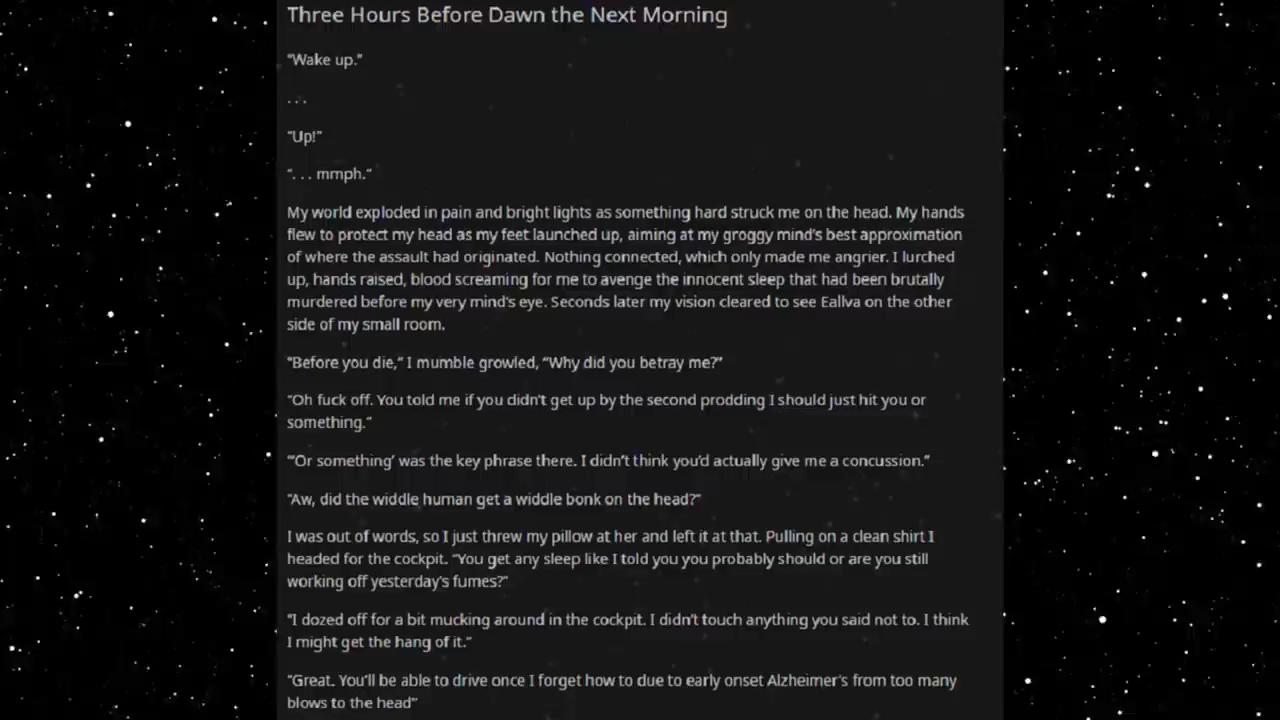 Three Hours Before Dawn the Next Morning
“Wake up.”
. . .
“Up!”
“. . . mmph.”
My world exploded in pain and bright lights as something hard struck me on the head. My hands
flew to protect my head as my feet launched up, aiming at my groggy mind’s best approximation
of where the assault had originated. Nothing connected, which only made me angrier. I lurched
up, hands raised, blood screaming for me to avenge the innocent sleep that had been brutally
murdered before my very mind’s eye. Seconds later my vision cleared to see Eallva on the other
side of my small room.
“Before you die,” I mumble growled, “Why did you betray me?”
“Oh fuck off. You told me if you didn’t get up by the second prodding I should just hit you or
something.”
“‘Or something’ was the key phrase there. I didn’t think you’d actually give me a concussion.”
“Aw, did the widdle human get a widdle bonk on the head?”
I was out of words, so I just threw my pillow at her and left it at that. Pulling on a clean shirt I
headed for the cockpit. “You get any sleep like I told you you probably should or are you still
working off yesterday’s fumes?”
“I dozed off for a bit mucking around in the cockpit. I didn’t touch anything you said not to. I think
I might get the hang of it.”
“Great. You’ll be able to drive once I forget how to due to early onset Alzheimer’s from too many
blows to the head”